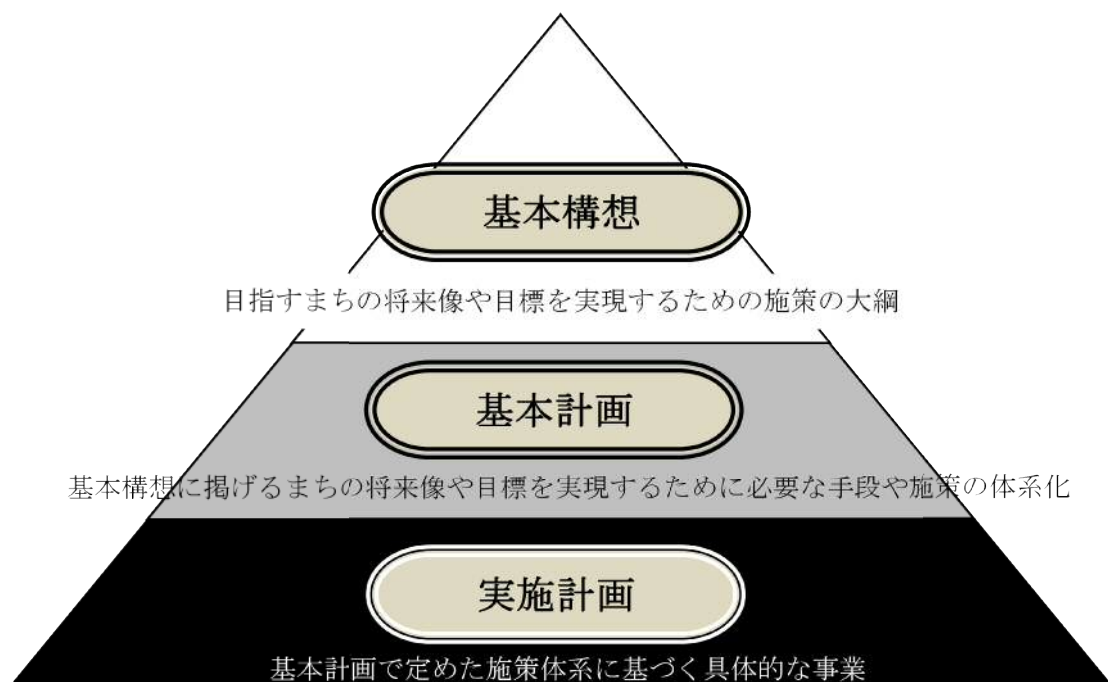 基本構想
目指すまちの将来像や目標を実現するための施策の大綱
基本計画
基本構想に掲げるまちの将来像や目標を実現するために必要な手段や施策の体系化
実施計画
基本計画で定めた施策体系に基づく具体的な事業